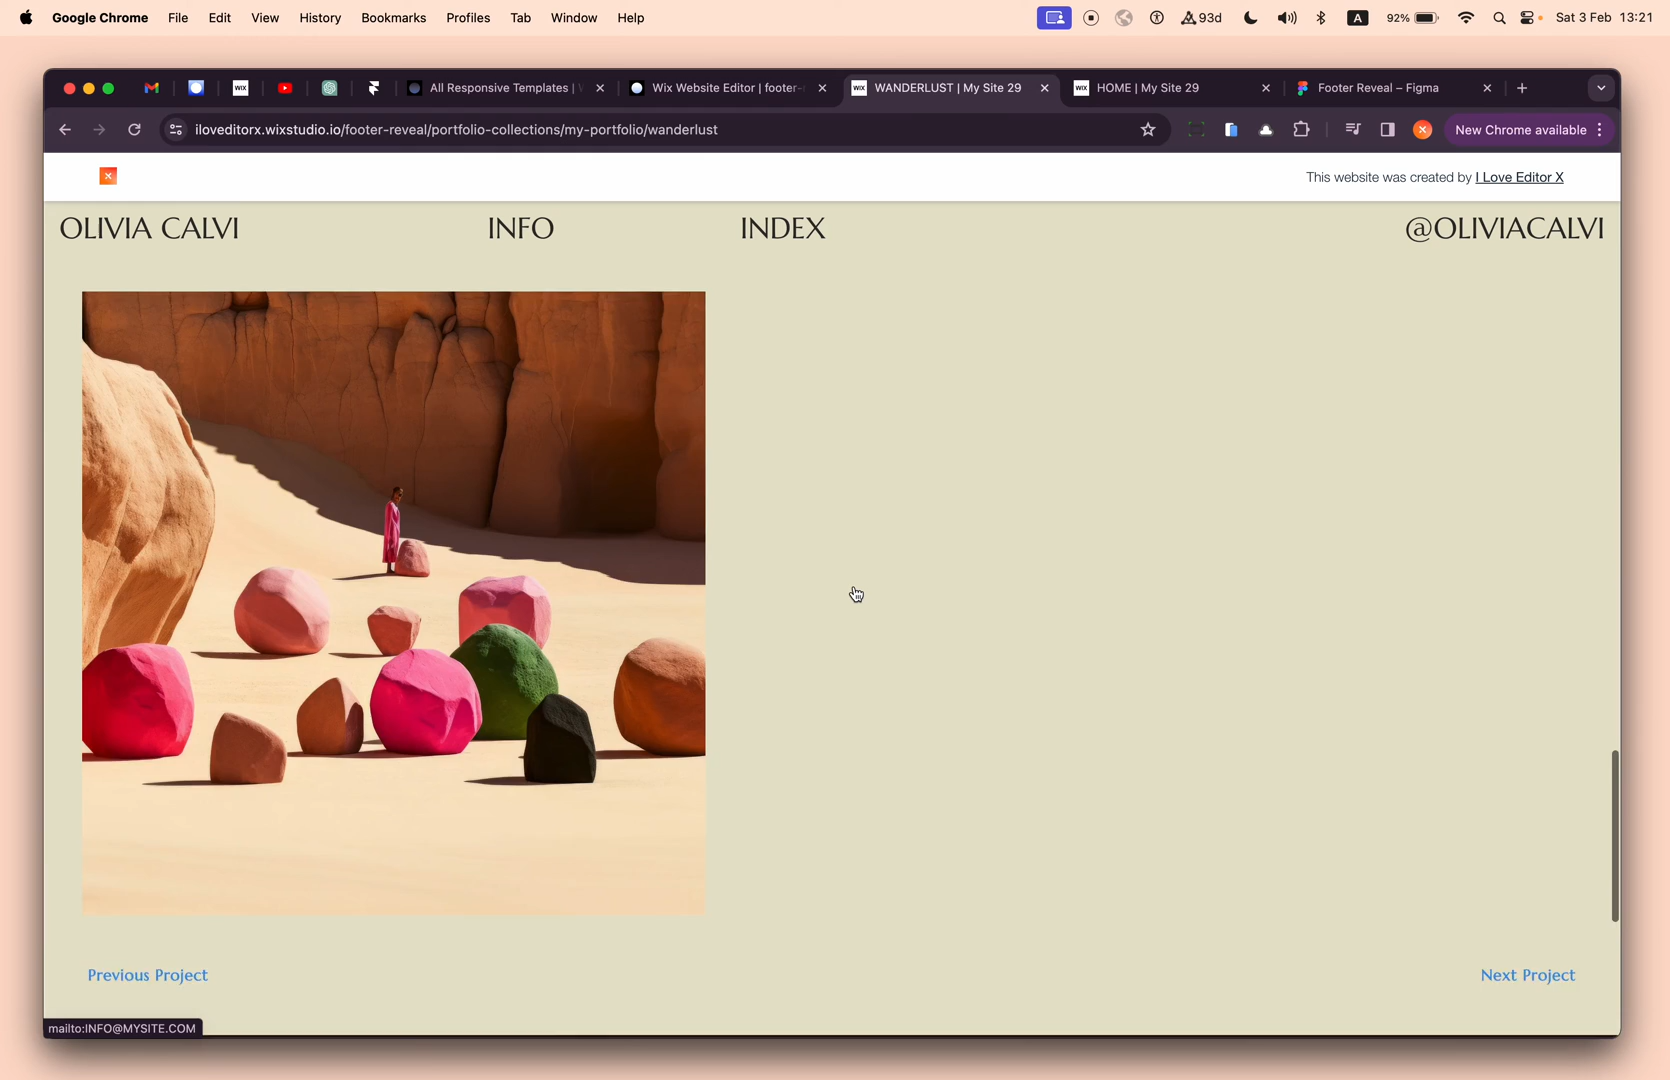 Google Chrome File Edit View History Bookmarks Profiles Tab Window Help 93d A 92% Sat 3 Feb 13:21
WIX All Responsive Templates | W Wix Website Editor | footer- WIX WANDERLUST | My Site 29 WIX HOME | My Site 29 Footer Reveal – Figma
iloveditorx.wixstudio.io/footer-reveal/portfolio-collections/my-portfolio/wanderlust New Chrome available
This website was created by I Love Editor X
OLIVIA CALVI INFO INDEX @OLIVIACALVI
Previous Project Next Project
mailto:INFO@MYSITE.COM